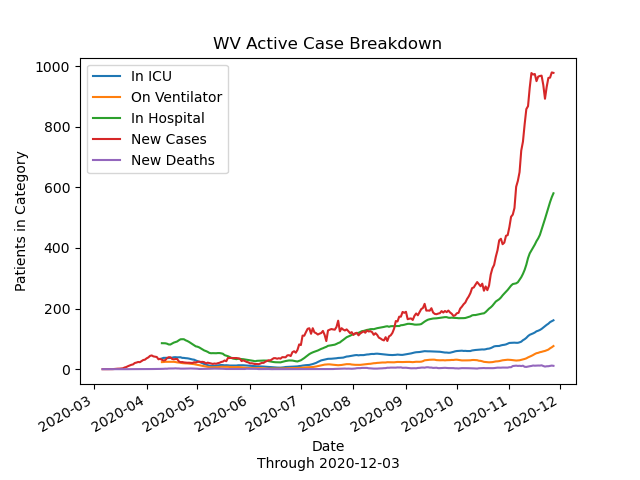 WV Active Case Breakdown
In ICU
On Ventilator
In Hospital
New Cases
New Deaths
Patients in Category
1000
800
600
400
200
0
2020-03
2020-04
2020-05
2020-06
2020-07
2020-08
2020-09
2020-10
2020-11
2020-12
Date
Through 2020-12-03